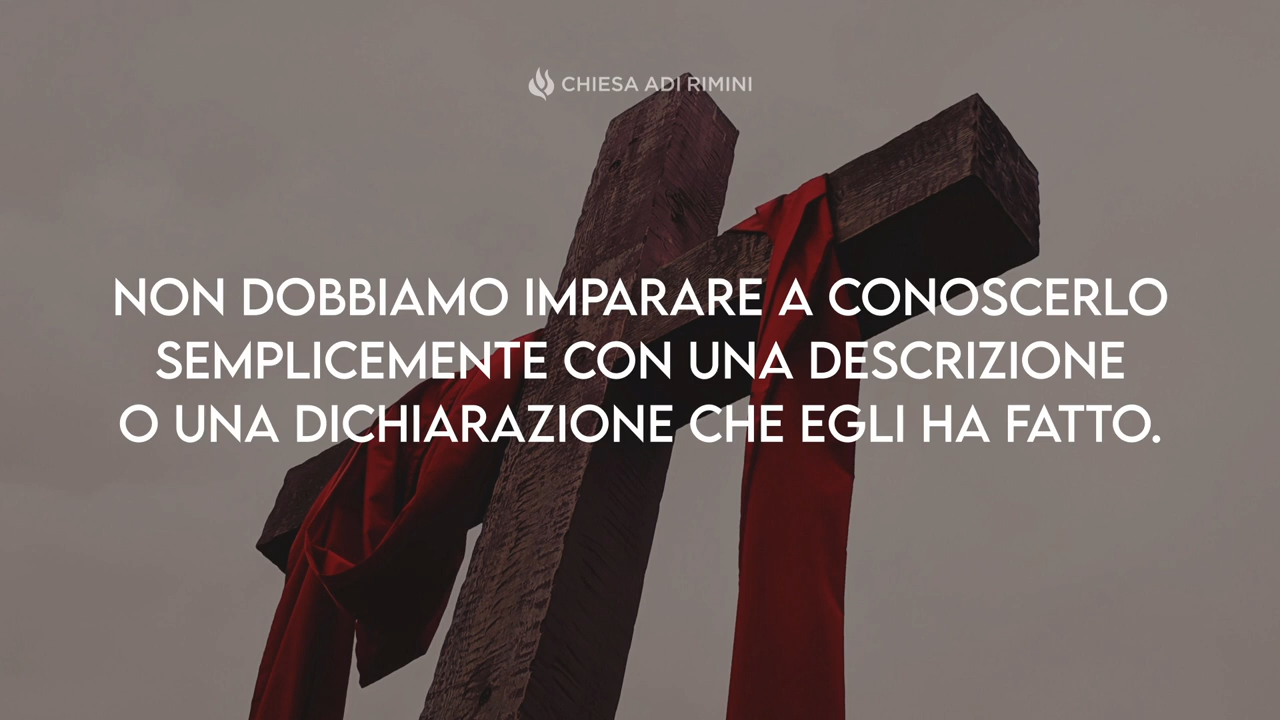 CHIESA ADI RIMINI
NON DOBBIAMO IMPARARE A CONOSCERLO
SEMPLICEMENTE CON UNA DESCRIZIONE
O UNA DICHIARAZIONE CHE EGLI HA FATTO.